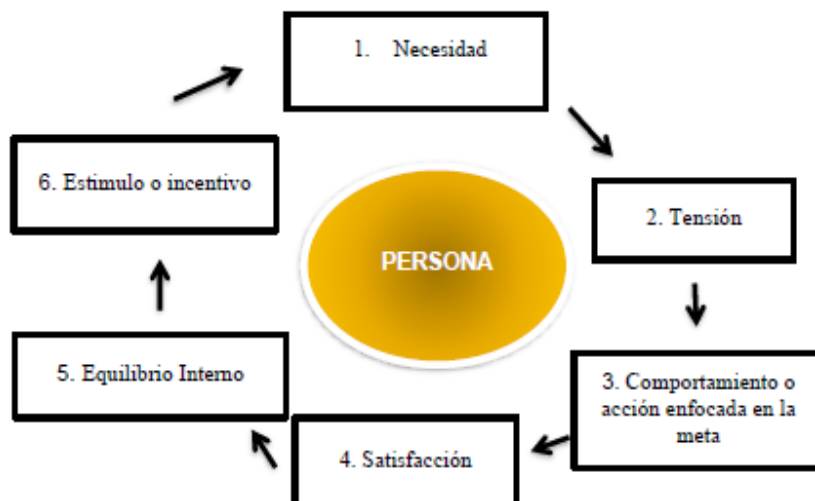 1. Necesidad
2. Tensión
3. Comportamiento o
acción enfocada en la
meta
4. Satisfacción
5. Equilibrio Interno
6. Estimulo o incentivo
PERSONA